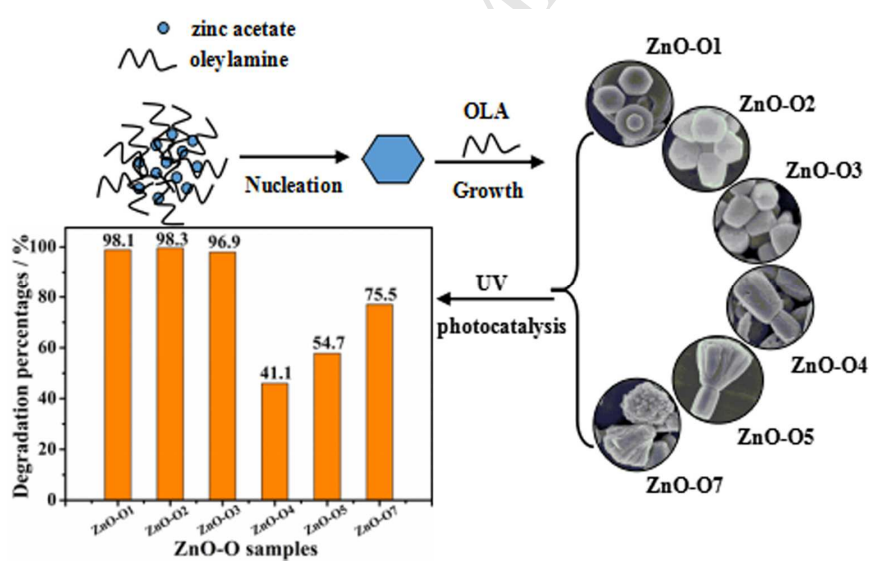 zinc acetate
oleylamine
Nucleation
OLA
Growth
ZnO-O1
ZnO-O2
ZnO-O3
ZnO-O4
ZnO-O5
ZnO-O7
UV
photocatalysis
Degradation percentages / %
100
80
60
40
20
0
98.1
98.3
96.9
41.1
54.7
75.5
ZnO-O1
ZnO-O2
ZnO-O3
ZnO-O4
ZnO-O5
ZnO-O7
ZnO-O samples